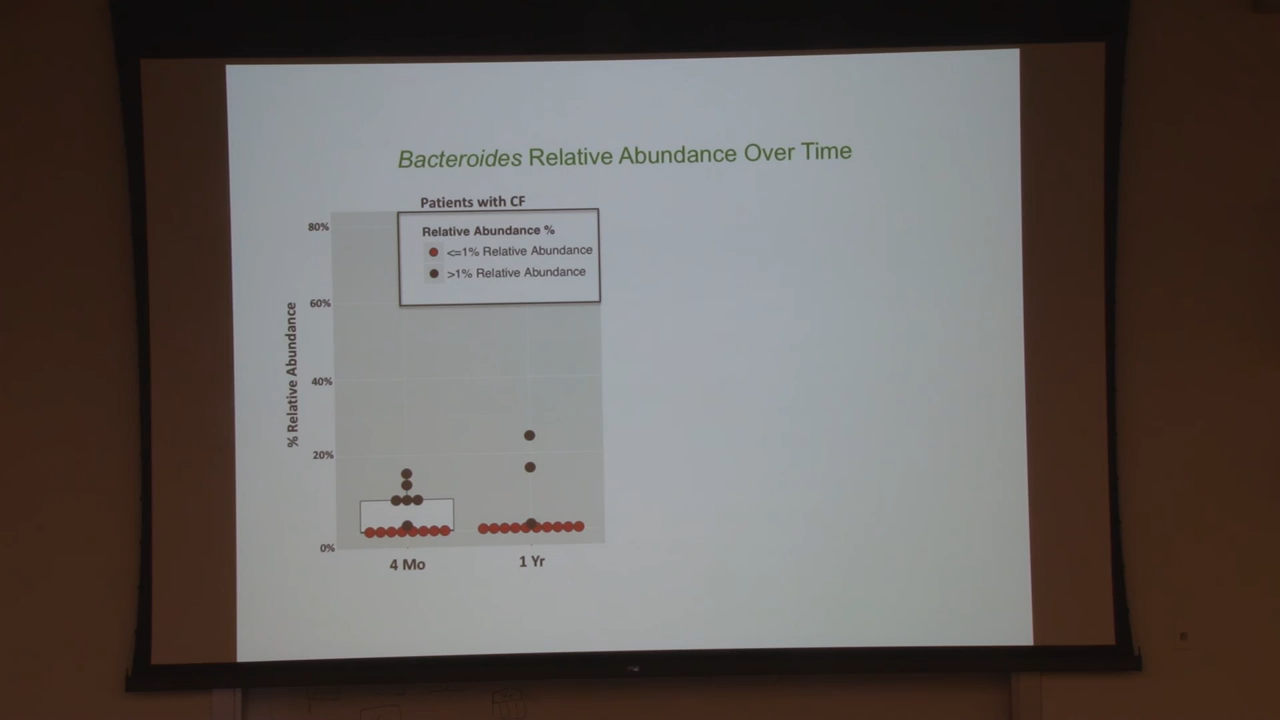 Bacteroides Relative Abundance Over Time
Patients with CF
Relative Abundance %
<=1% Relative Abundance
>1% Relative Abundance
% Relative Abundance
80%
60%
40%
20%
0%
4 Mo
1 Yr